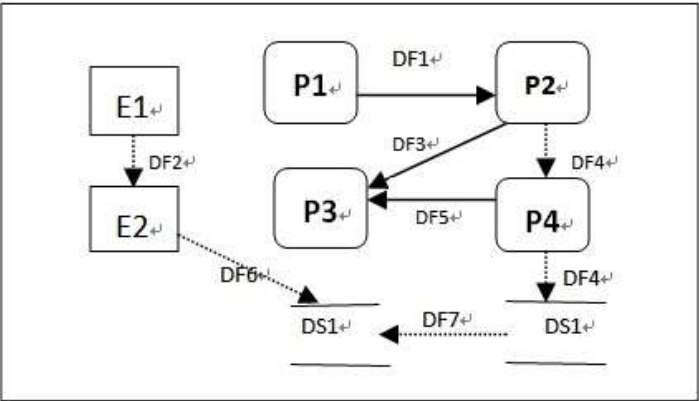 DF1↵
P1↵
P2↵
E1↵
DF3↵
DF2↵
DF4↵
P3↵
E2↵
DF5↵
P4↵
DF6↵
DF4↵
DS1↵
DF7↵
DS1↵